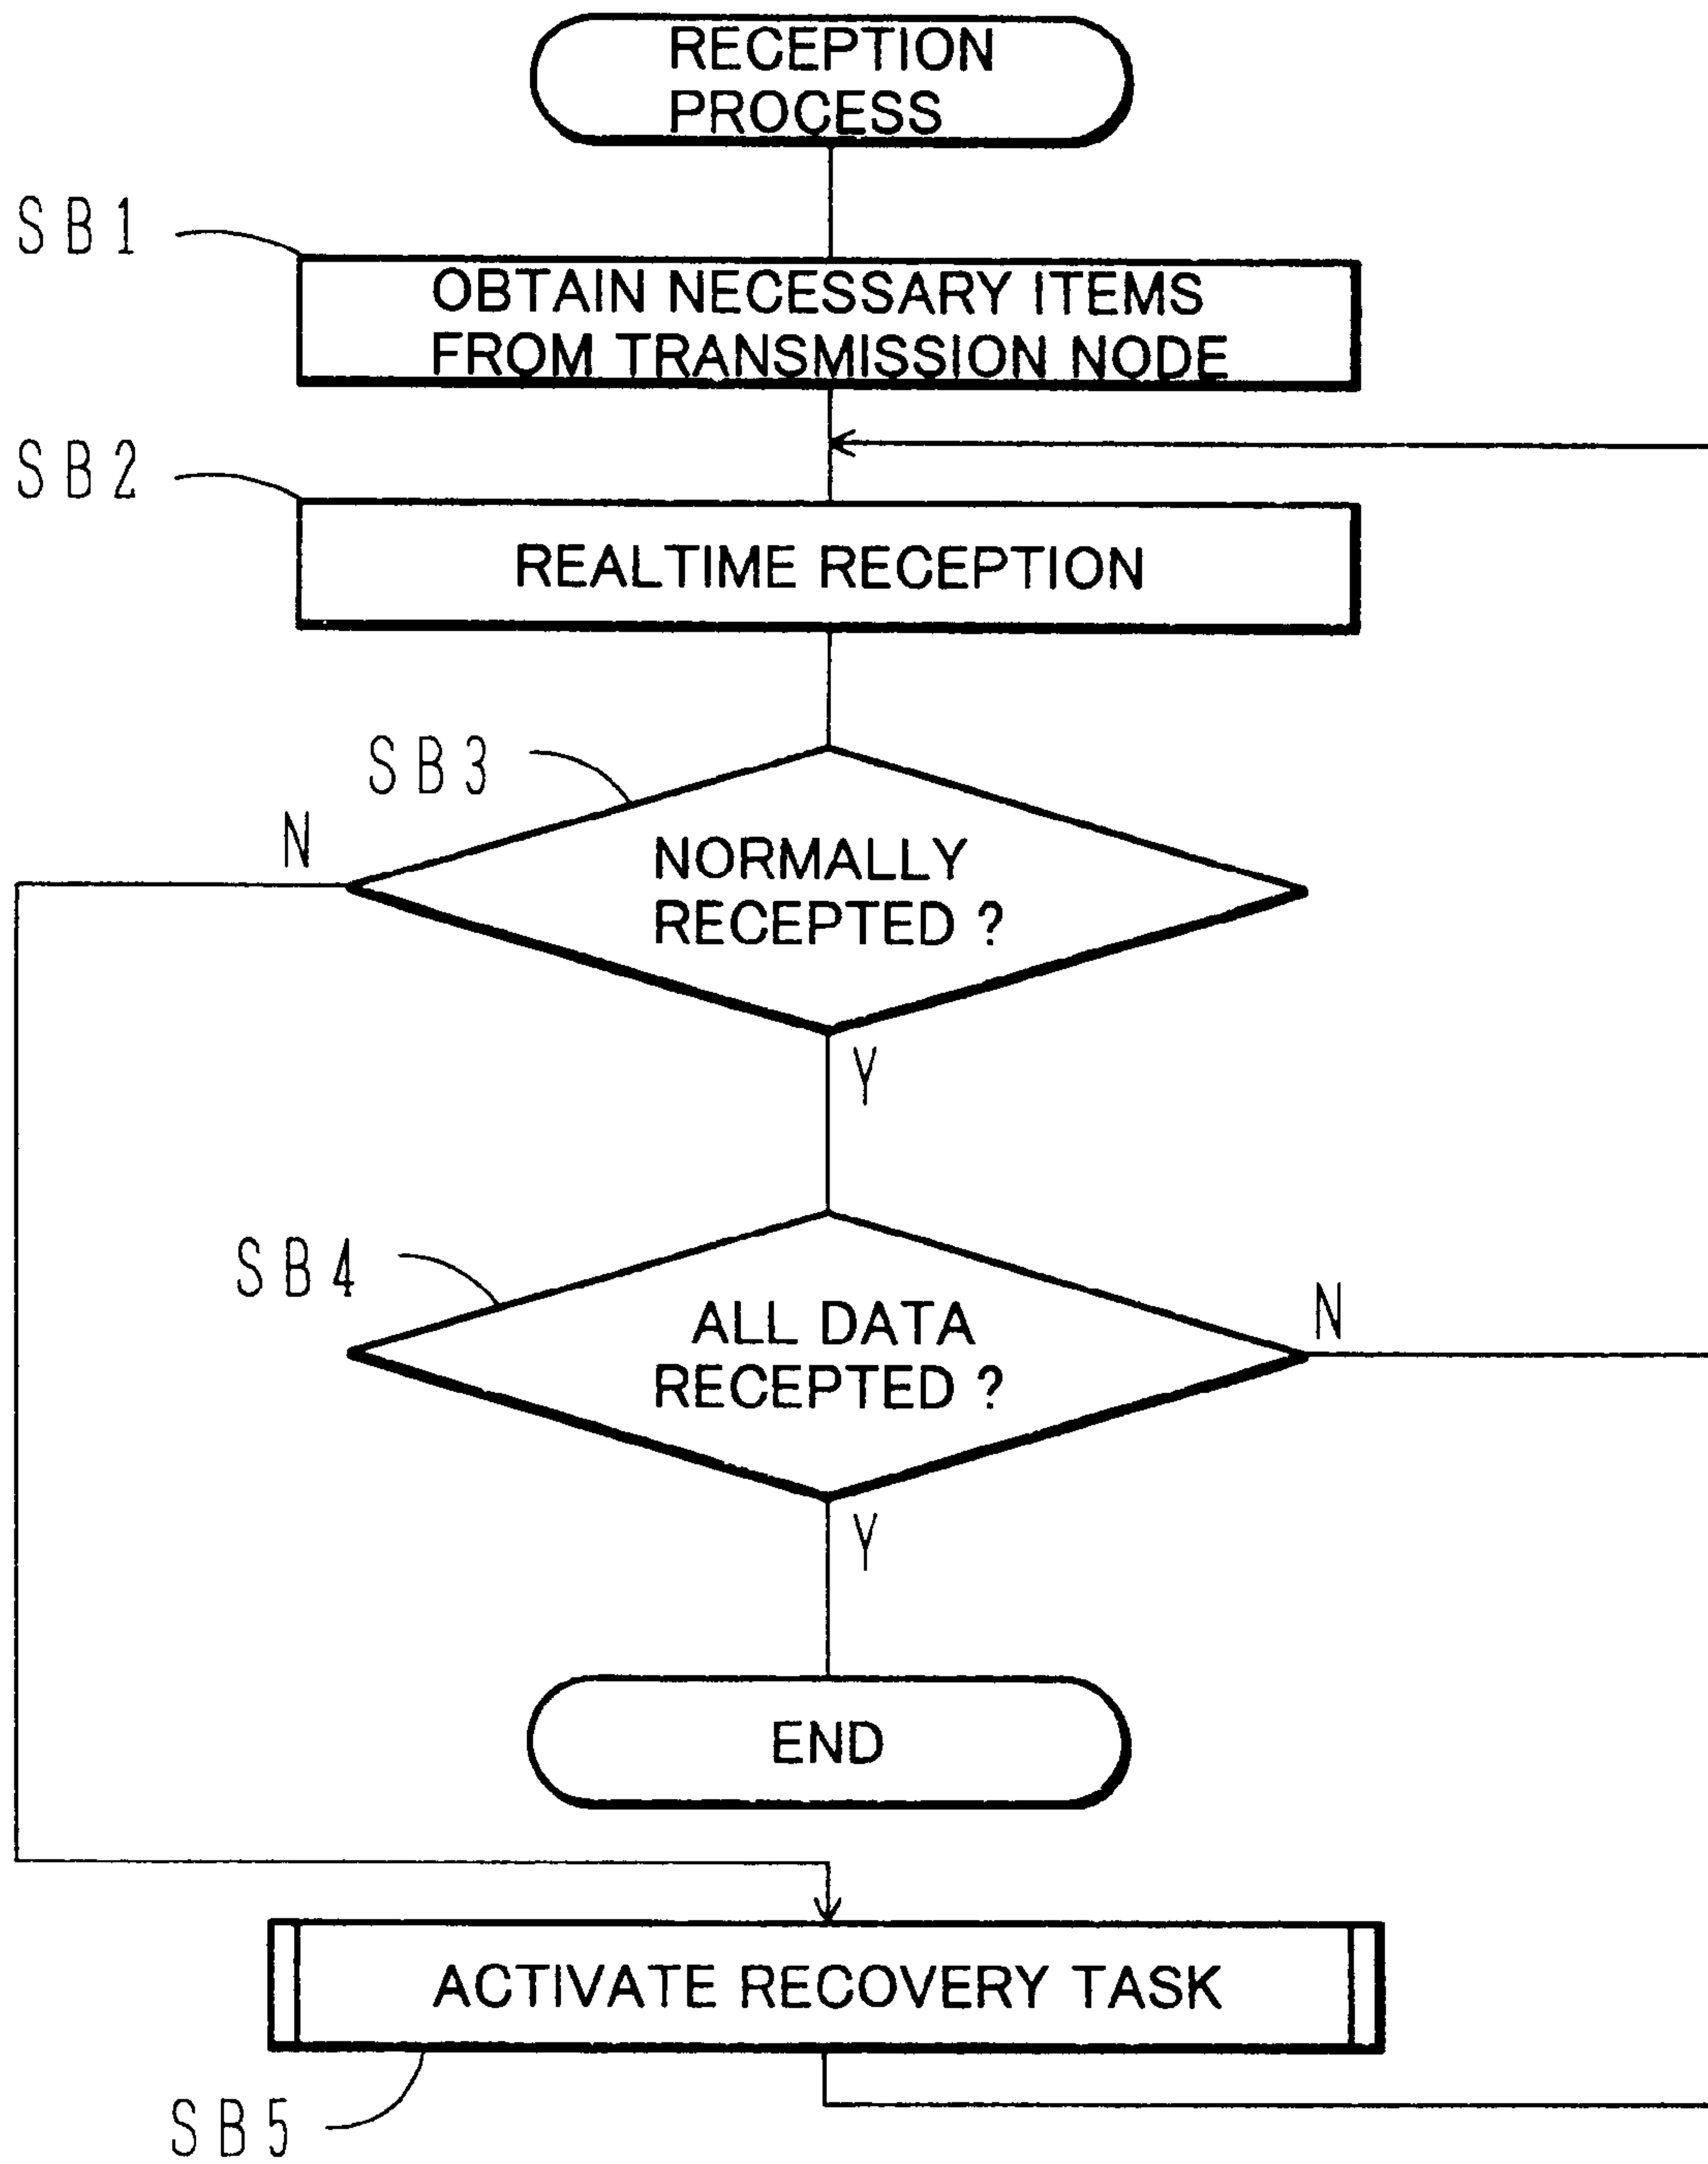 RECEPTION
PROCESS
SB1
OBTAIN NECESSARY ITEMS
FROM TRANSMISSION NODE
SB2
REALTIME RECEPTION
SB3
N
NORMALLY
RECEPTED ?
Y
SB4
N
ALL DATA
RECEPTED ?
Y
END
ACTIVATE RECOVERY TASK
SB5